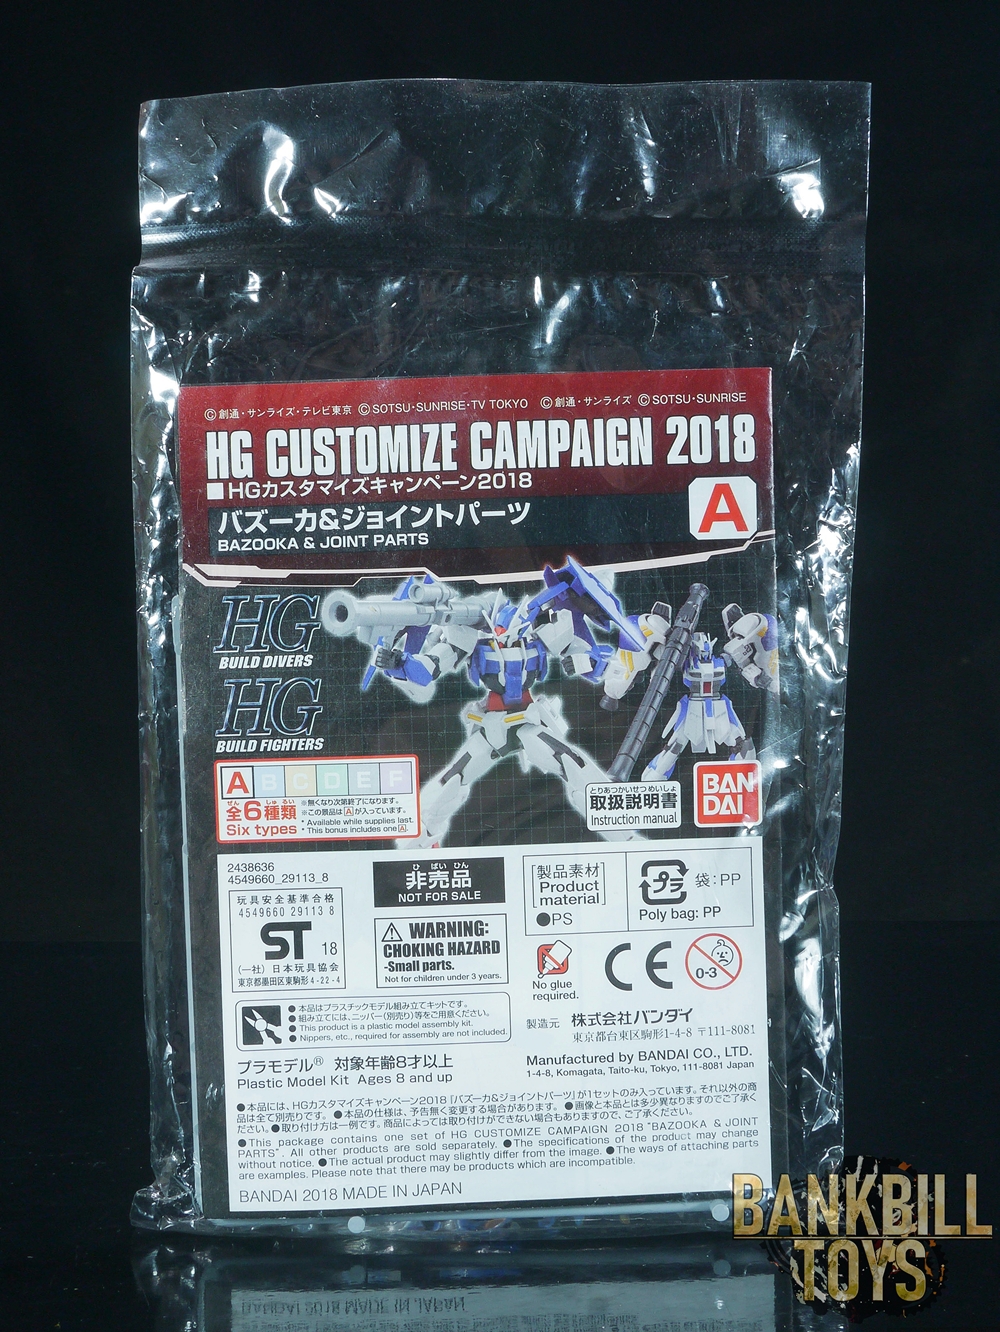 ©創通・サンライズ・テレビ東京 ©SOTSU・SUNRISE・TV TOKYO ©創通・サンライズ ©SOTSU・SUNRISE
HG CUSTOMIZE CAMPAIGN 2018
■HGカスタマイズキャンペーン2018
バズーカ&ジョイントパーツ
BAZOOKA & JOINT PARTS
A
HG
BUILD DIVERS
HG
BUILD FIGHTERS
A B C D E F
ぜん しゅ るい
全6種類
Six types
※無くなり次第終了になります。
※この景品はAが入っています。
* Available while supplies last.
* This bonus includes one A.
とりあつかいせつめいしょ
取扱説明書
Instruction manual
BAN
DAI
2438636
4549660_29113_8
玩具安全基準合格
4549660 29113 8
ST 18
(一社)日本玩具協会
東京都墨田区東駒形4-22-4
ひ ばい ひん
非売品
NOT FOR SALE
WARNING:
CHOKING HAZARD
-Small parts.
Not for children under 3 years.
[製品素材]
[Product material]
●PS
プラ
袋:PP
Poly bag: PP
No glue
required.
CE
0-3
●本品はプラスチックモデル組み立てキットです。
●組み立てには、ニッパー(別売り)等をご用意ください。
●This product is a plastic model assembly kit.
●Nippers, etc., required for assembly are not included.
製造元 株式会社バンダイ
東京都台東区駒形1-4-8 〒111-8081
Manufactured by BANDAI CO., LTD.
1-4-8, Komagata, Taito-ku, Tokyo, 111-8081 Japan
プラモデル® 対象年齢8才以上
Plastic Model Kit Ages 8 and up
●本品には、HGカスタマイズキャンペーン2018「バズーカ&ジョイントパーツ」が1セットのみ入っています。それ以外の商
品は全て別売りです。●本品の仕様は、予告無く変更する場合があります。●画像と本品とは多少異なりますのでご了承く
ださい。●取り付け方は一例です。商品によっては取り付けができない場合もありますので、ご了承ください。
●This package contains one set of HG CUSTOMIZE CAMPAIGN 2018 "BAZOOKA & JOINT
PARTS". All other products are sold separately. ●The specifications of the product may change
without notice. ●The actual product may slightly differ from the image. ●The ways of attaching parts
are examples. Please note that there may be products which are incompatible.
BANDAI 2018 MADE IN JAPAN
BANKBILL
TOYS